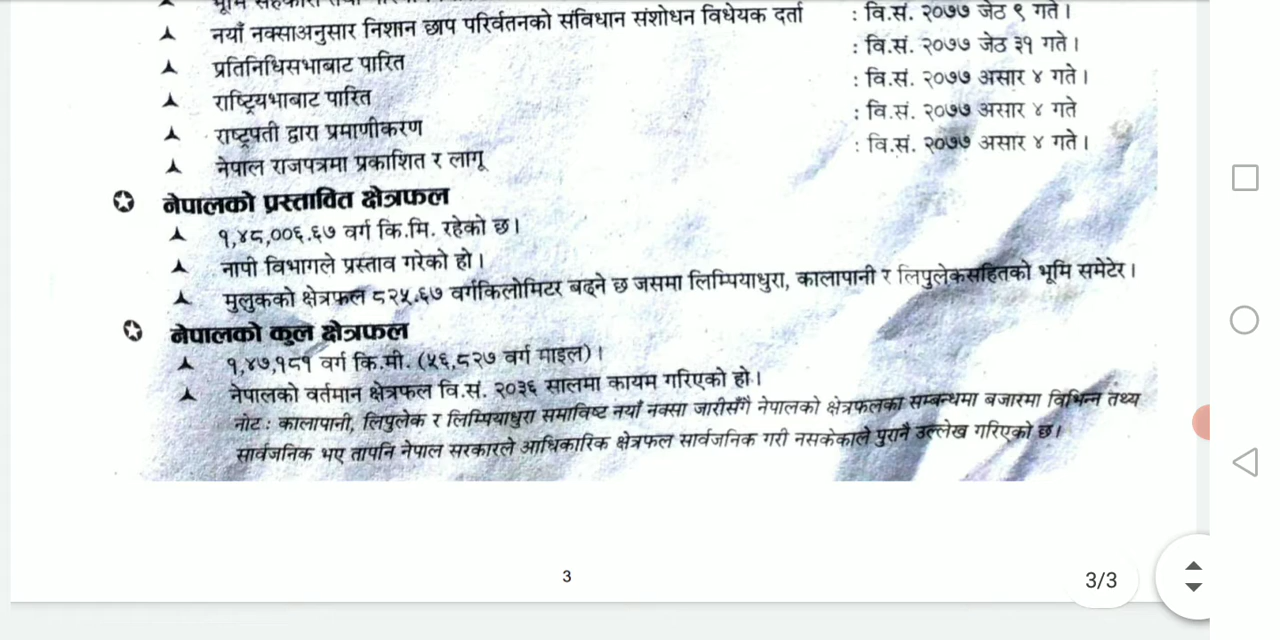 भूमि
नयाँ नक्साअनुसार निशान छाप परिवर्तनको संविधान संशोधन विधेयक दर्ता : वि.सं. २०७७ जेठ ९ गते।
प्रतिनिधिसभाबाट पारित : वि.सं. २०७७ जेठ ३१ गते।
राष्ट्रियभाबाट पारित : वि.सं. २०७७ असार ४ गते।
राष्ट्रपती द्वारा प्रमाणीकरण : वि.सं. २०७७ असार ४ गते
नेपाल राजपत्रमा प्रकाशित र लागू : वि.सं. २०७७ असार ४ गते।
नेपालको प्रस्तावित क्षेत्रफल
१,४८,००६.६७ वर्ग कि.मि. रहेको छ।
नापी विभागले प्रस्ताव गरेको हो।
मुलुकको क्षेत्रफल ८२५.६७ वर्गकिलोमिटर बढ्ने छ जसमा लिम्पियाधुरा, कालापानी र लिपुलेकसहितको भूमि समेटेर।
नेपालको कुल क्षेत्रफल
१,४७,१८१ वर्ग कि.मी. (५६,८२७ वर्ग माइल)।
नेपालको वर्तमान क्षेत्रफल वि.सं. २०३६ सालमा कायम गरिएको हो।
नोट : कालापानी, लिपुलेक र लिम्पियाधुरा समाविष्ट नयाँ नक्सा जारीसँगै नेपालको क्षेत्रफलका सम्बन्धमा बजारमा विभिन्न तथ्य
सार्वजनिक भए तापनि नेपाल सरकारले आधिकारिक क्षेत्रफल सार्वजनिक गरी नसकेकाले पुरानै उल्लेख गरिएको छ।
3
3/3